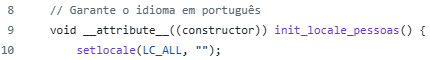 8 // Garante o idioma em português
9 void __attribute__((constructor)) init_locale_pessoas() {
10 setlocale(LC_ALL, "");